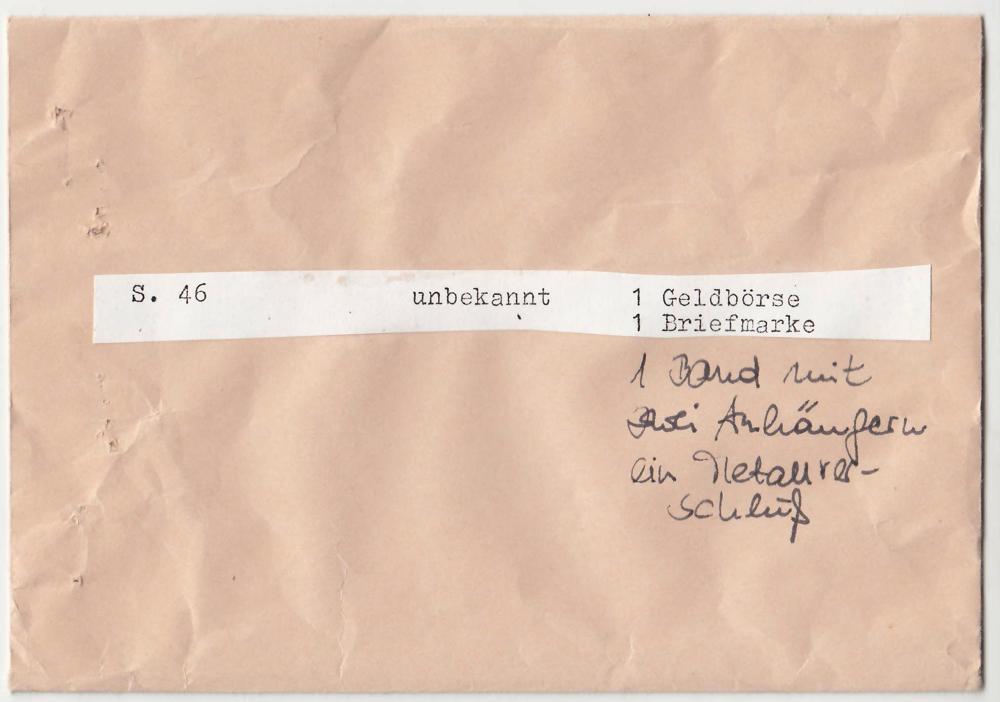 S. 46 unbekannt 1 Geldbörse
1 Briefmarke
1 Band mit
zwei Anhängern
ein Metallver-
schluß